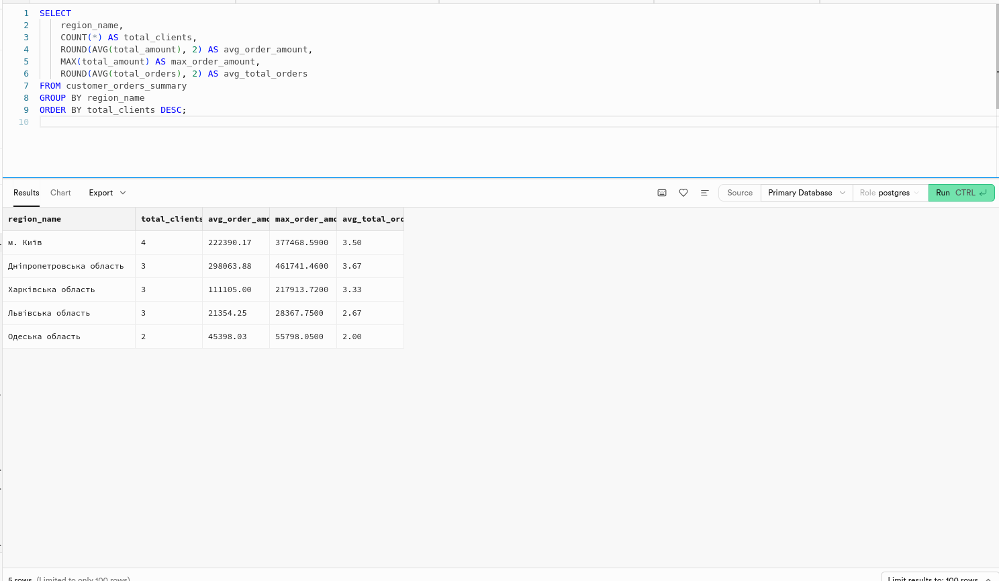 1 SELECT
2 region_name,
3 COUNT(*) AS total_clients,
4 ROUND(AVG(total_amount), 2) AS avg_order_amount,
5 MAX(total_amount) AS max_order_amount,
6 ROUND(AVG(total_orders), 2) AS avg_total_orders
7 FROM customer_orders_summary
8 GROUP BY region_name
9 ORDER BY total_clients DESC;
10
Results Chart Export Source Primary Database Role postgres Run CTRL
region_name total_clients avg_order_amo max_order_amo avg_total_ord
м. Київ 4 222390.17 377468.5900 3.50
Дніпропетровська область 3 298063.88 461741.4600 3.67
Харківська область 3 111105.00 217913.7200 3.33
Львівська область 3 21354.25 28367.7500 2.67
Одеська область 2 45398.03 55798.0500 2.00
5 rows (Limited to only 100 rows) Limit results to: 100 rows